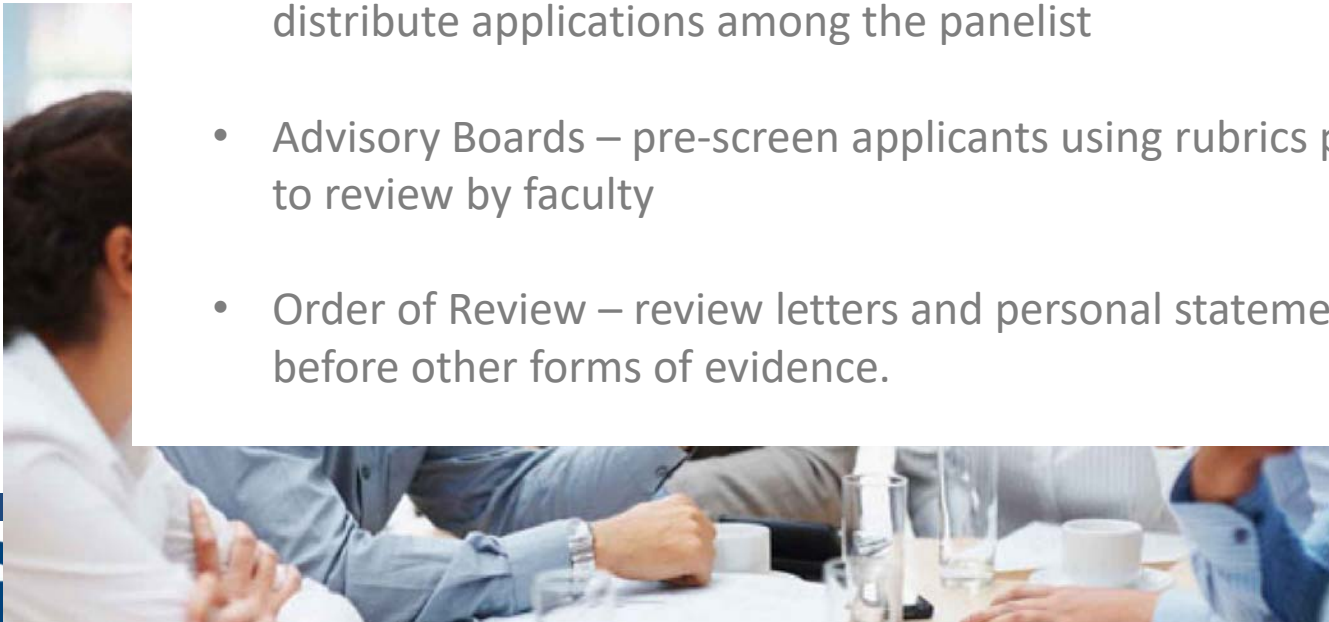 distribute applications among the panelist
• Advisory Boards – pre-screen applicants using rubrics
to review by faculty
• Order of Review – review letters and personal
before other forms of evidence.